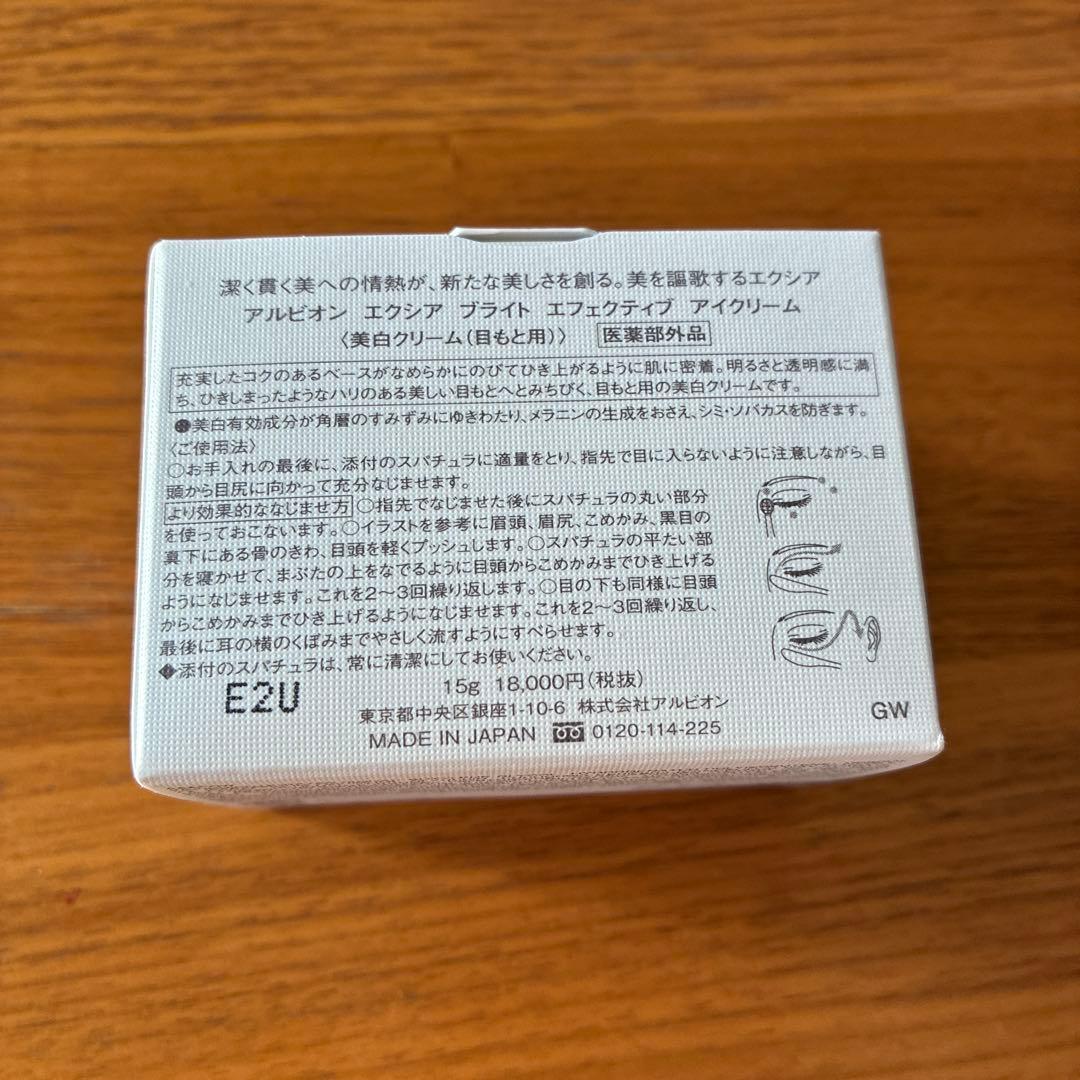 潔く貫く美への情熱が、新たな美しさを創る。美を謳歌するエクシア
アルビオン エクシア ブライト エフェクティブ アイクリーム
〈美白クリーム(目もと用)〉 医薬部外品
充実したコクのあるベースがなめらかにのびてひき上がるように肌に密着。明るさと透明感に満
ち、ひきしまったようなハリのある美しい目もとへとみちびく、目もと用の美白クリームです。
●美白有効成分が角層のすみずみにゆきわたり、メラニンの生成をおさえ、シミ・ソバカスを防ぎます。
〈ご使用法〉
○お手入れの最後に、添付のスパチュラに適量をとり、指先で目に入らないように注意しながら、目
頭から目尻に向かって充分なじませます。
より効果的ななじませ方 ○指先でなじませた後にスパチュラの丸い部分
を使っておこないます。○イラストを参考に眉頭、眉尻、こめかみ、黒目の
真下にある骨のきわ、目頭を軽くプッシュします。○スパチュラの平たい部
分を寝かせて、まぶたの上をなでるように目頭からこめかみまでひき上げる
ようになじませます。これを2～3回繰り返します。○目の下も同様に目頭
からこめかみまでひき上げるようになじませます。これを2～3回繰り返し、
最後に耳の横のくぼみまでやさしく流すようにすべらせます。
◆添付のスパチュラは、常に清潔にしてお使いください。
E2U
15g 18,000円(税抜)
東京都中央区銀座1-10-6 株式会社アルビオン
MADE IN JAPAN 0120-114-225
GW